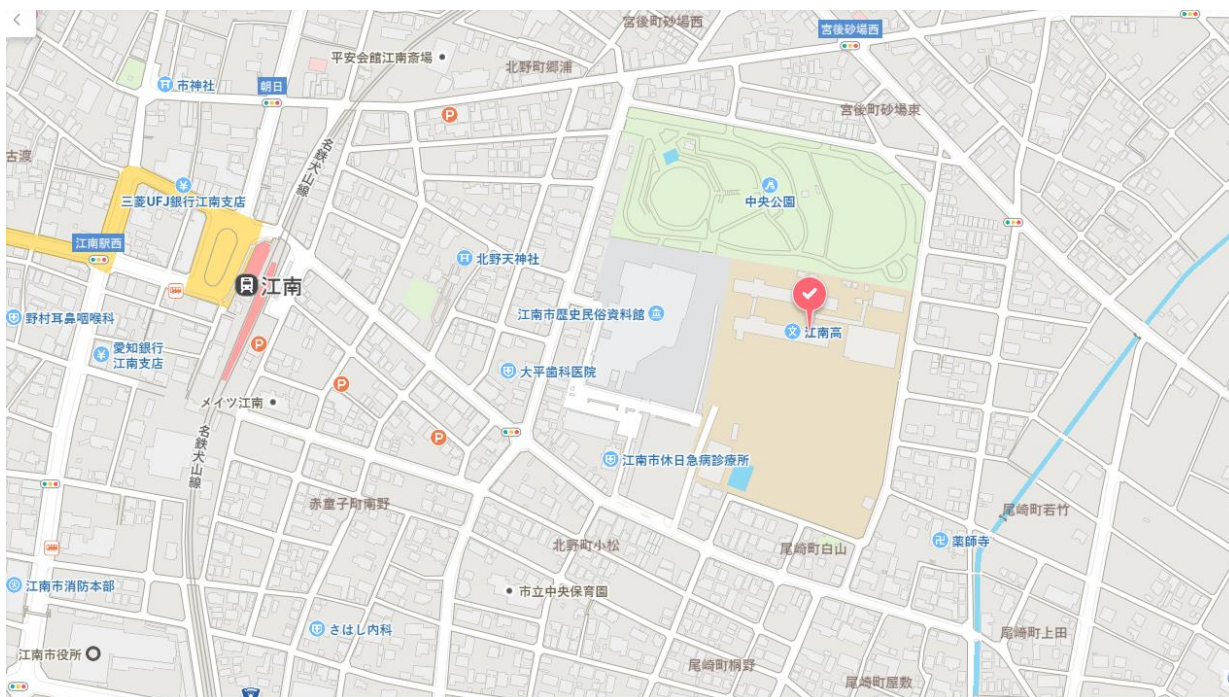 宮後町砂場西
宮後砂場西
平安会館江南斎場
北野町郷浦
市神社
朝日
P
宮後町砂場東
名鉄犬山線
古渡
三菱UFJ銀行江南支店
中央公園
江南駅西
北野天神社
江南
野村耳鼻咽喉科
江南市歴史民俗資料館
文
江南高
愛知銀行
江南支店
P
大平歯科医院
P
メイツ江南
名鉄犬山線
P
江南市休日急病診療所
赤童子町南野
尾崎町若竹
北野町小松
尾崎町白山
薬師寺
江南市消防本部
市立中央保育園
さはし内科
尾崎町上田
江南市役所
尾崎町桐野
尾崎町屋敷